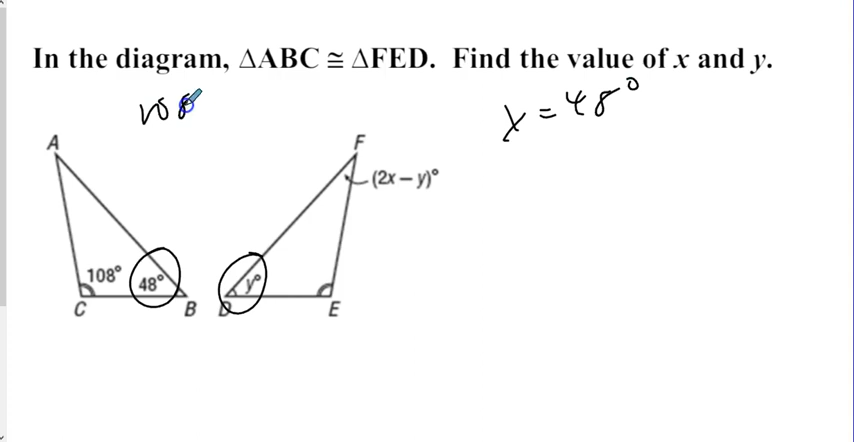 In the diagram, ΔABC ≅ ΔFED. Find the value of x and y.
108
x = 48°
A
F
(2x – y)°
108°
48°
y°
C
B
D
E